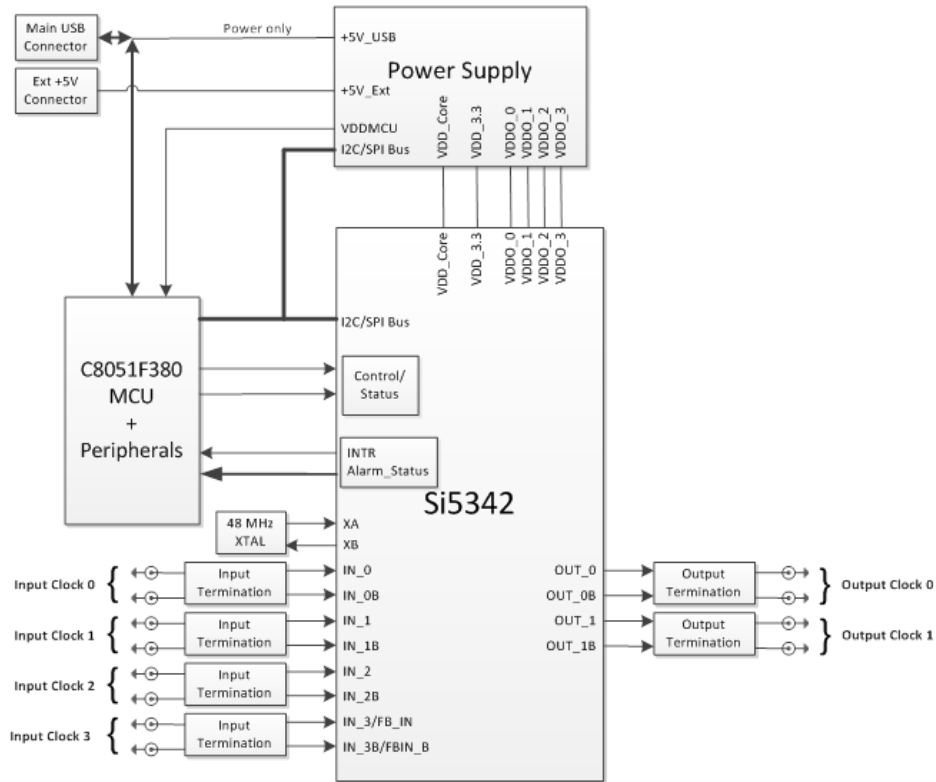 Main USB
Connector
Power only
+5V_USB
Power Supply
Ext +5V
Connector
+5V_Ext
VDDMCU
I2C/SPI Bus
VDD_Core
VDD_3.3
VDDO_0
VDDO_1
VDDO_2
VDDO_3
VDD_Core
VDD_3.3
VDDO_0
VDDO_1
VDDO_2
VDDO_3
I2C/SPI Bus
C8051F380
MCU
+
Peripherals
Control/
Status
INTR
Alarm_Status
Si5342
48 MHz
XTAL
XA
XB
Input Clock 0
{
Input
Termination
IN_0
IN_0B
Input Clock 1
{
Input
Termination
IN_1
IN_1B
Input Clock 2
{
Input
Termination
IN_2
IN_2B
Input Clock 3
{
Input
Termination
IN_3/FB_IN
IN_3B/FBIN_B
OUT_0
OUT_0B
Output
Termination
}
Output Clock 0
OUT_1
OUT_1B
Output
Termination
}
Output Clock 1